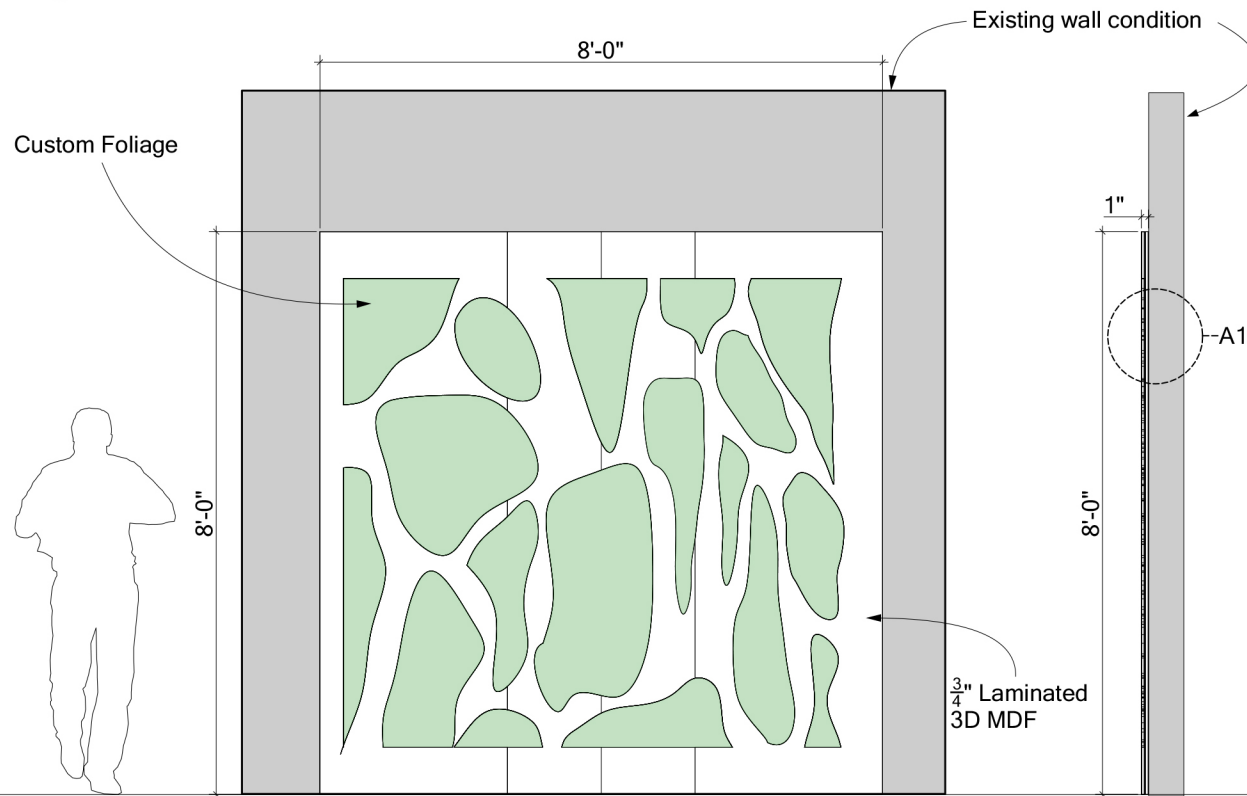 Existing wall condition
8'-0"
Custom Foliage
1"
A1
8'-0"
8'-0"
3/4" Laminated
3D MDF